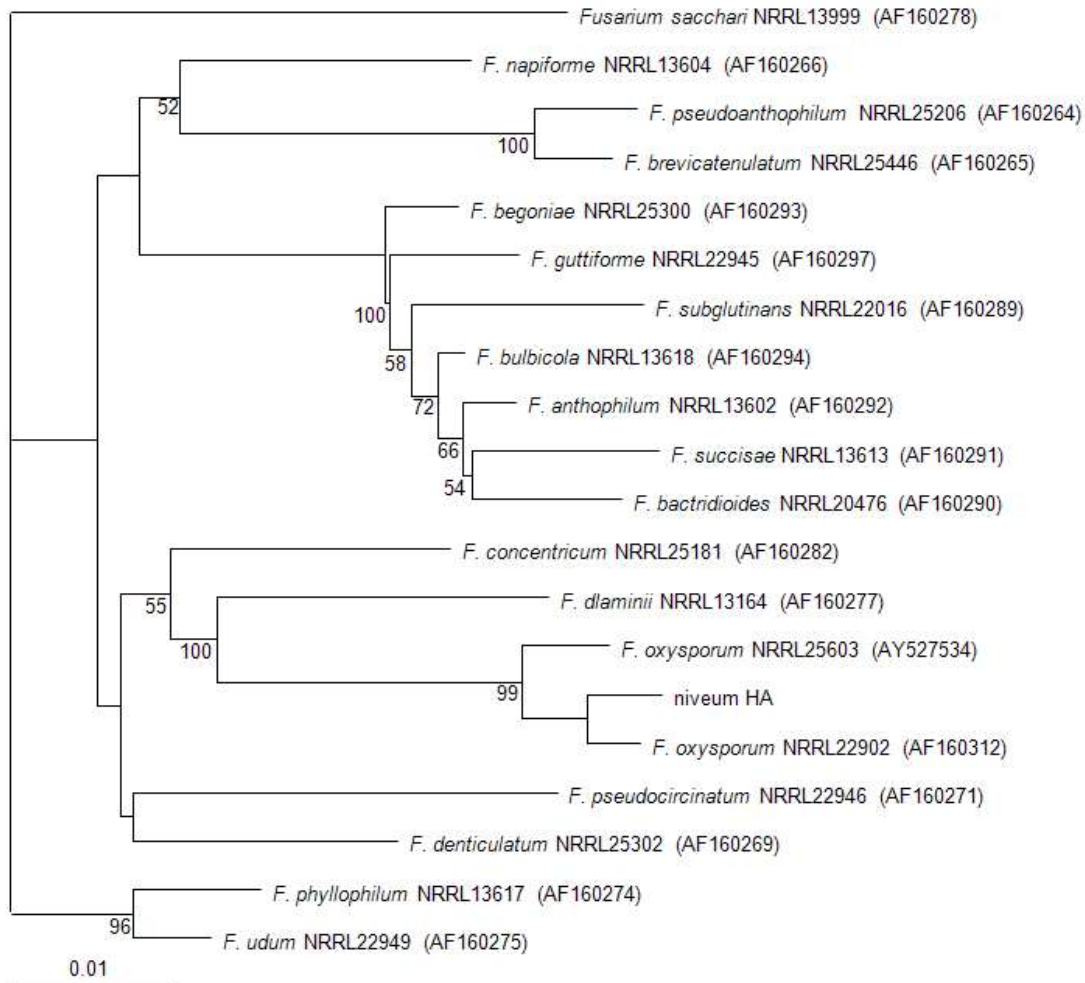 Fusarium sacchari NRRL13999 (AF160278)
F. napiforme NRRL13604 (AF160266)
52
F. pseudoanthophilum NRRL25206 (AF160264)
100
F. brevicatenulatum NRRL25446 (AF160265)
F. begoniae NRRL25300 (AF160293)
F. guttiforme NRRL22945 (AF160297)
100
F. subglutinans NRRL22016 (AF160289)
58
F. bulbicola NRRL13618 (AF160294)
72
F. anthophilum NRRL13602 (AF160292)
66
F. succisae NRRL13613 (AF160291)
54
F. bactridioides NRRL20476 (AF160290)
F. concentricum NRRL25181 (AF160282)
55
F. dlaminii NRRL13164 (AF160277)
100
F. oxysporum NRRL25603 (AY527534)
99
niveum HA
F. oxysporum NRRL22902 (AF160312)
F. pseudocircinatum NRRL22946 (AF160271)
F. denticulatum NRRL25302 (AF160269)
F. phyllophilum NRRL13617 (AF160274)
96
F. udum NRRL22949 (AF160275)
0.01